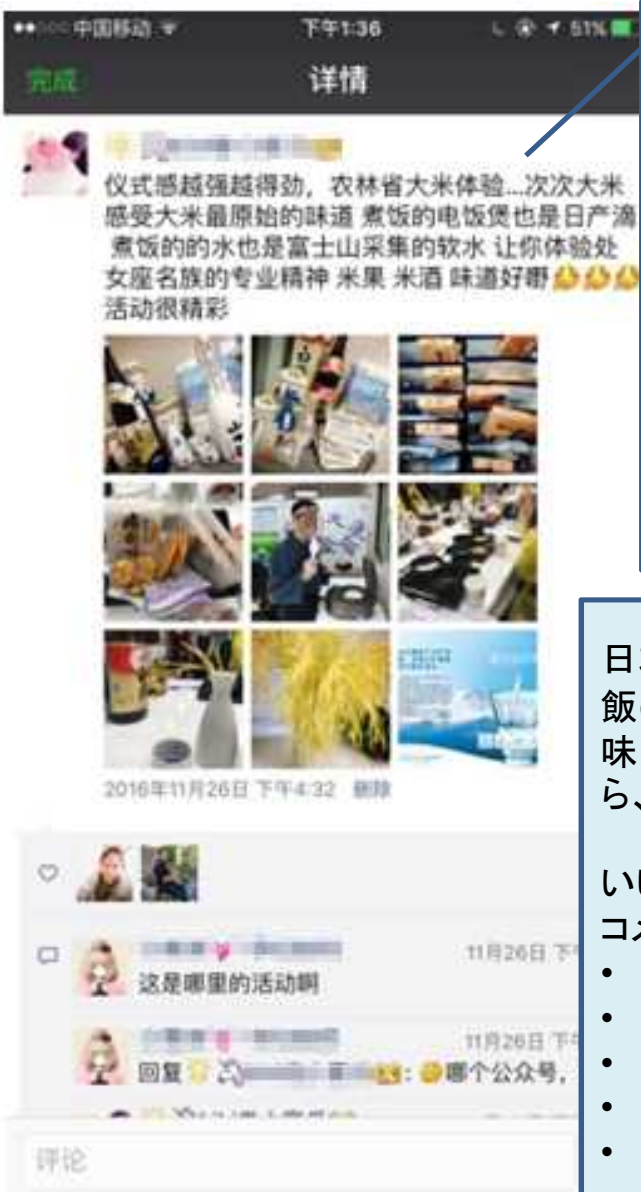 中国移动
下午1:36
51%
完成
详情
仪式感越强越得劲，农林省大米体验...次次大米
感受大米最原始的味道 煮饭的电饭煲也是日产滴
煮饭的的水也是富士山采集的软水 让你体验处
女座名族的专业精神 米果 米酒 味道好嘢
活动很精彩
2016年11月26日 下午4:32 删除
11月26日 下午
这是哪里的活动啊
11月26日 下午
回复 : 哪个公众号，
评论
飯
味
ら、
いい
コメ
•
•
•
•
•